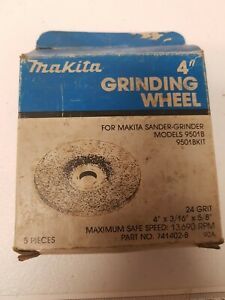 makita
4"
GRINDING
WHEEL
FOR MAKITA SANDER-GRINDER
MODELS 9501B
9501BKIT
24 GRIT
4" x 3/16" x 5/8"
MAXIMUM SAFE SPEED: 13,690 RPM
5 PIECES
PART NO. 741402-8